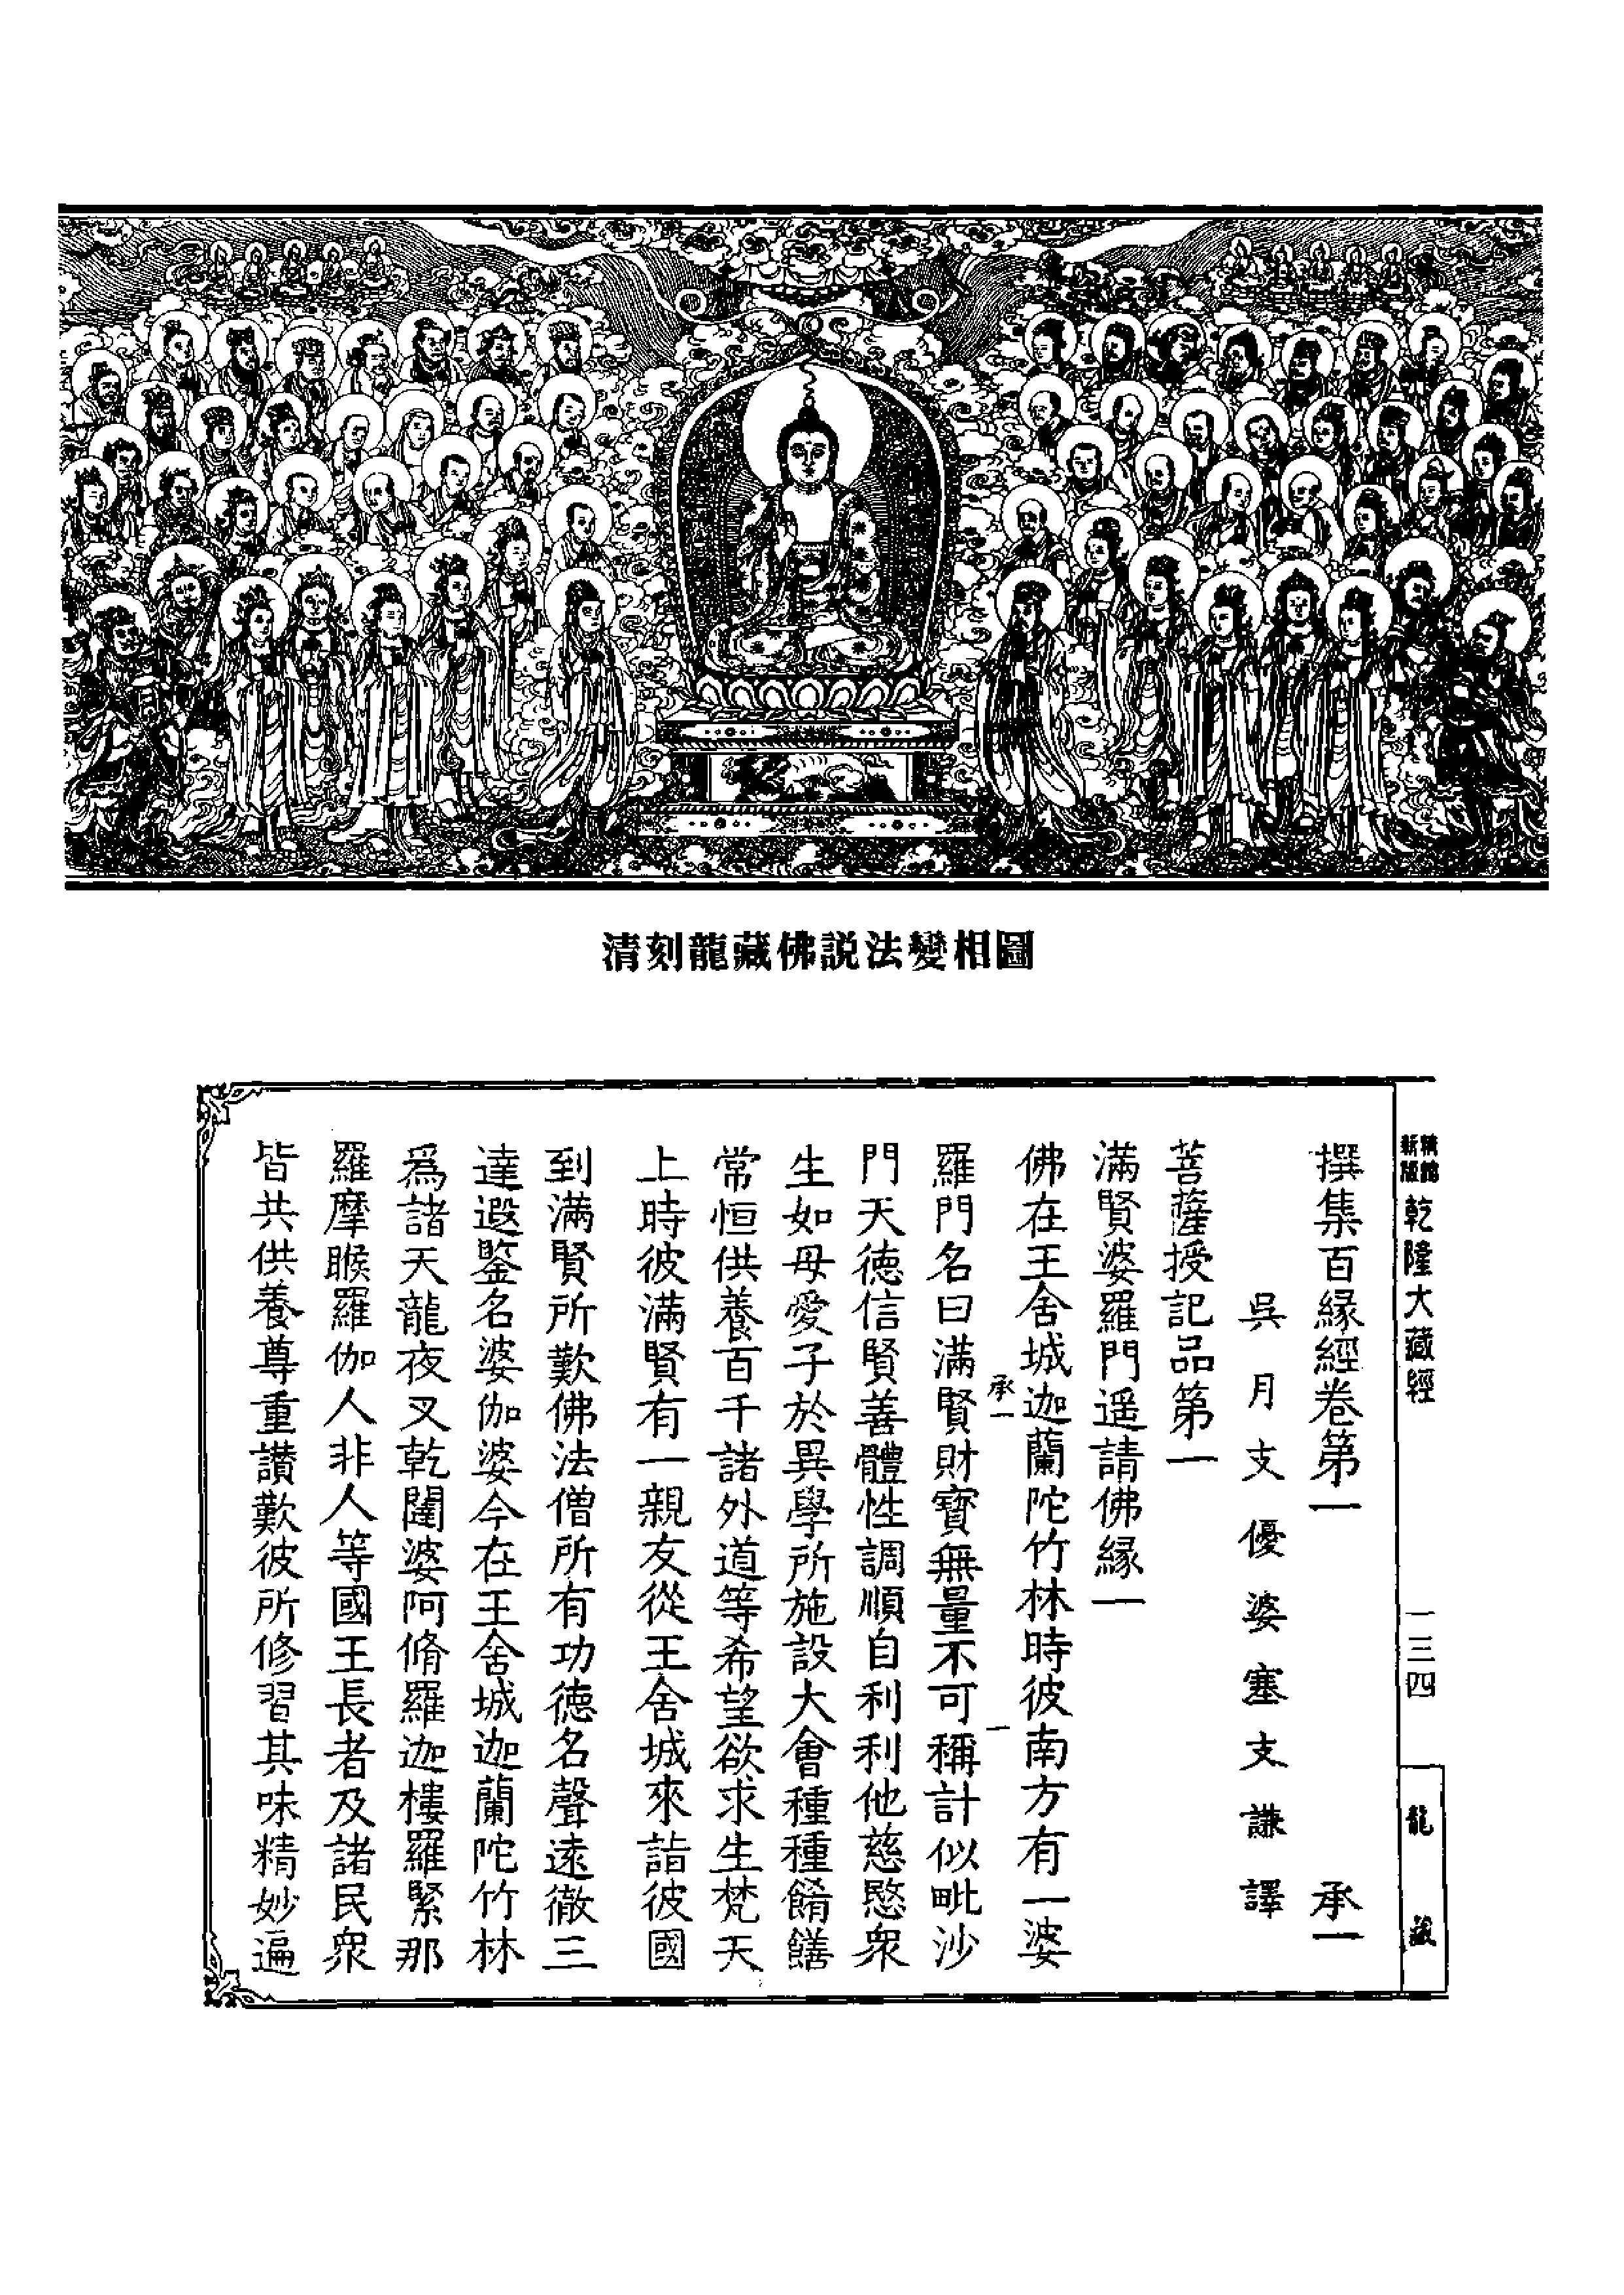 清刻龍藏佛説法變相圖
新版 精縮
乾隆大藏經
一三四
龍藏
撰集百緣經卷第一 承一
吳月支優婆塞支謙譯
菩薩授記品第一
滿賢婆羅門遥請佛緣一
佛在王舍城迦蘭陀竹林時彼南方有一婆
承一 一
羅門名曰滿賢財寶無量不可稱計似毗沙
門天德信賢善體性調順自利利他慈愍衆
生如母愛子於異學所施設大會種種餚饍
常恒供養百千諸外道等希望欲求生梵天
上時彼滿賢有一親友從王舍城來詣彼國
到滿賢所歎佛法僧所有功德名聲遠徹三
達遐鑒名婆伽婆今在王舍城迦蘭陀竹林
爲諸天龍夜叉乾闥婆阿脩羅迦樓羅緊那
羅摩睺羅伽人非人等國王長者及諸民衆
皆共供養尊重讚歎彼所修習其味精妙遍